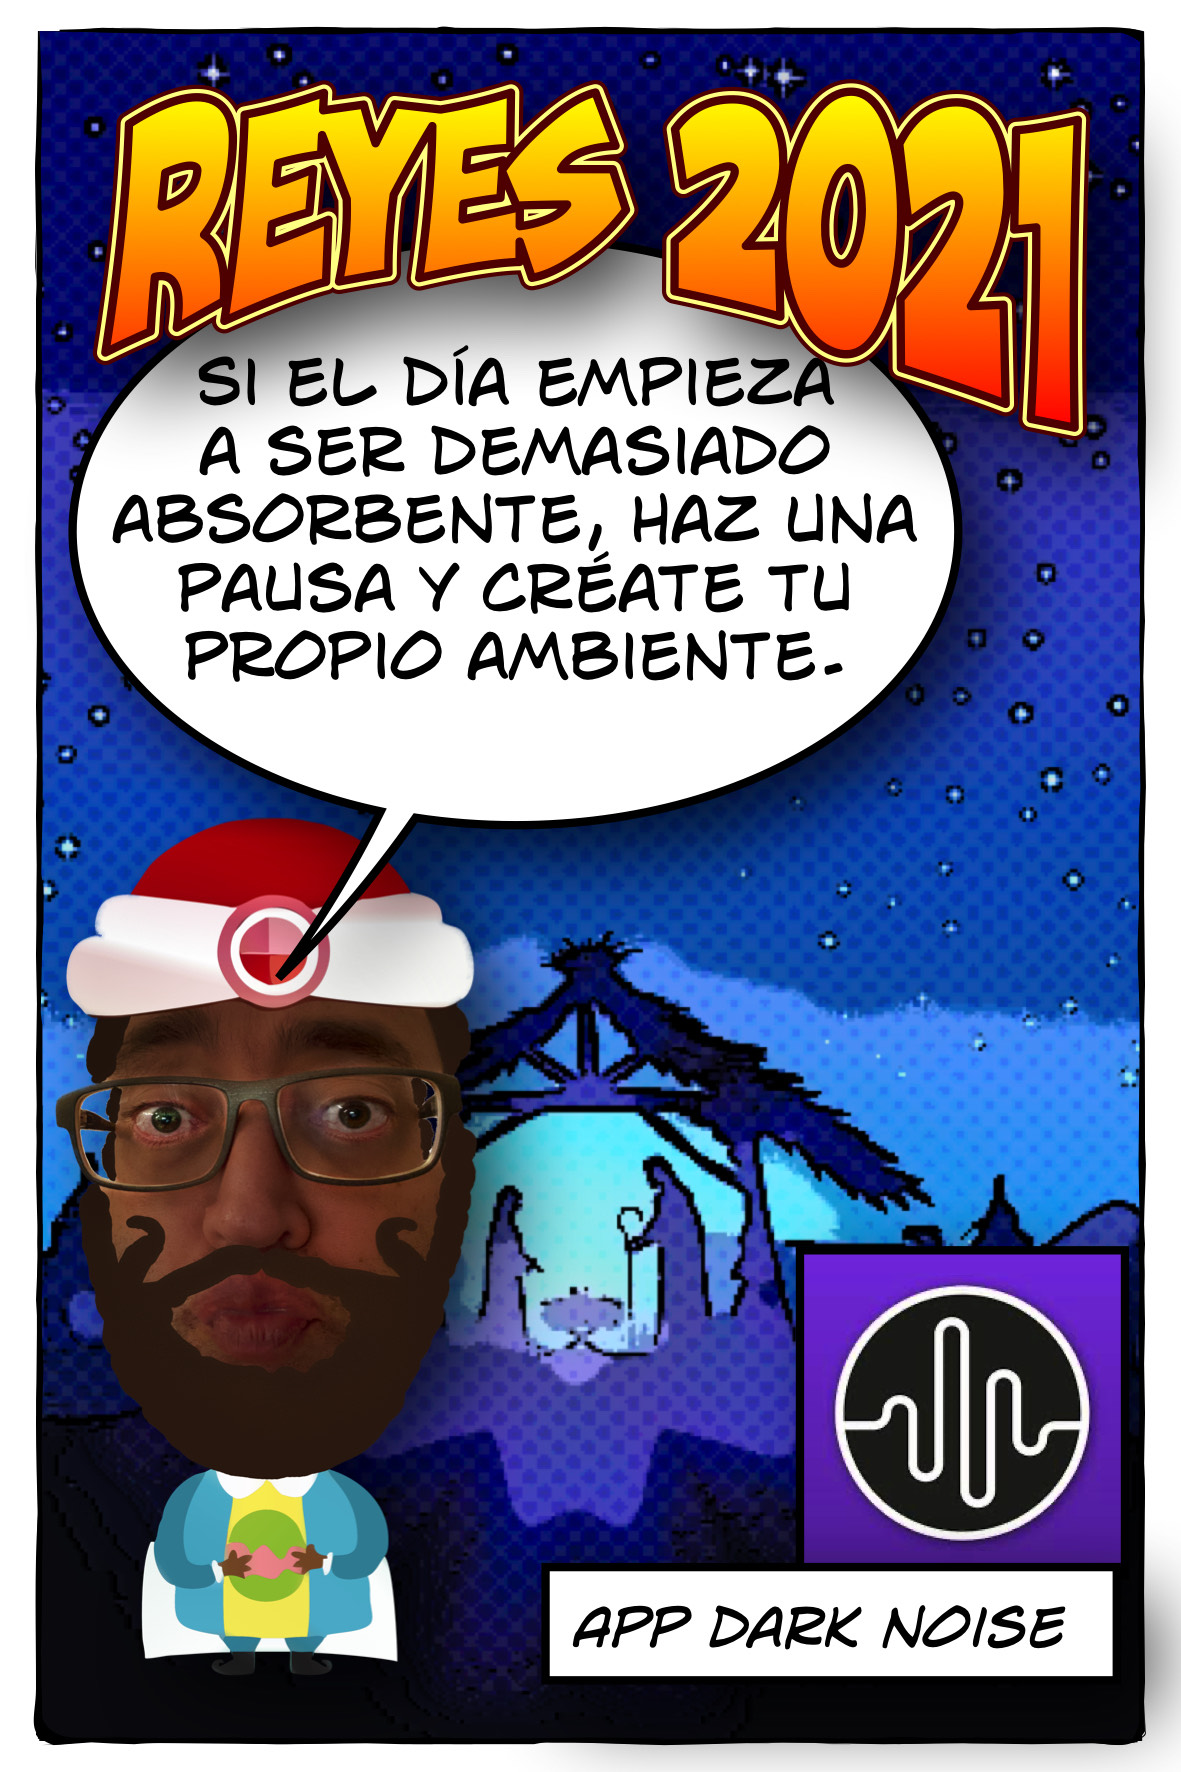 REYES 2021
SI EL DÍA EMPIEZA
A SER DEMASIADO
ABSORBENTE, HAZ UNA
PAUSA Y CRÉATE TU
PROPIO AMBIENTE.
APP DARK NOISE